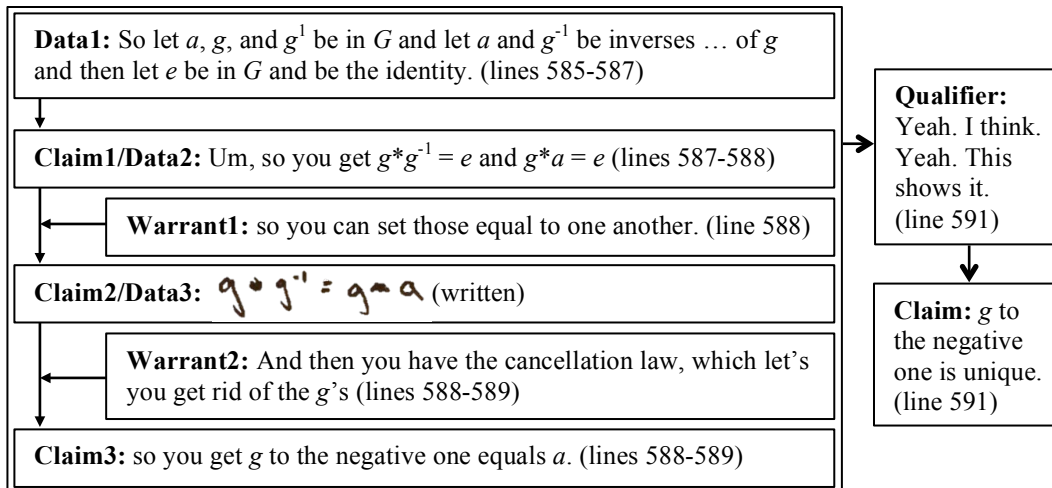 Data1: So let a, g, and g¹ be in G and let a and g⁻¹ be inverses … of g
and then let e be in G and be the identity. (lines 585-587)
Claim1/Data2: Um, so you get g*g⁻¹ = e and g*a = e (lines 587-588)
Warrant1: so you can set those equal to one another. (line 588)
Claim2/Data3: g * g⁻¹ = g * a (written)
Warrant2: And then you have the cancellation law, which let’s
you get rid of the g’s (lines 588-589)
Claim3: so you get g to the negative one equals a. (lines 588-589)
Qualifier:
Yeah. I think.
Yeah. This
shows it.
(line 591)
Claim: g to
the negative
one is unique.
(line 591)